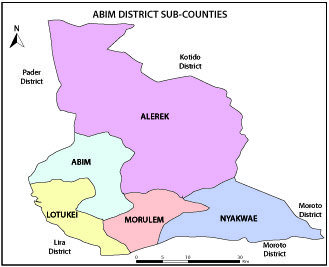 ABIM DISTRICT SUB-COUNTIES
N
Kotido
District
Pader
District
ALEREK
ABIM
LOTUKEI
MORULEM
NYAKWAE
Moroto
District
Lira
District
Moroto
District
0
10
20
30
Km